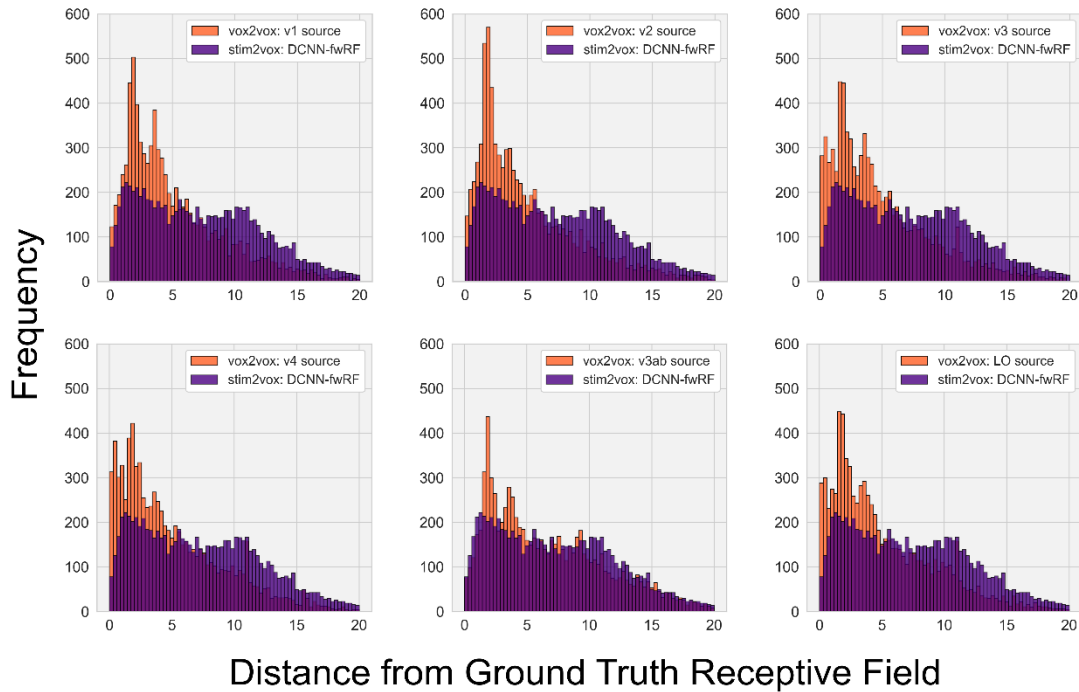 Frequency
600
500
400
300
200
100
0
vox2vox: v1 source
stim2vox: DCNN-fwRF
0 5 10 15 20
600
500
400
300
200
100
0
vox2vox: v2 source
stim2vox: DCNN-fwRF
0 5 10 15 20
600
500
400
300
200
100
0
vox2vox: v3 source
stim2vox: DCNN-fwRF
0 5 10 15 20
600
500
400
300
200
100
0
vox2vox: v4 source
stim2vox: DCNN-fwRF
0 5 10 15 20
600
500
400
300
200
100
0
vox2vox: v3ab source
stim2vox: DCNN-fwRF
0 5 10 15 20
600
500
400
300
200
100
0
vox2vox: LO source
stim2vox: DCNN-fwRF
0 5 10 15 20
Distance from Ground Truth Receptive Field